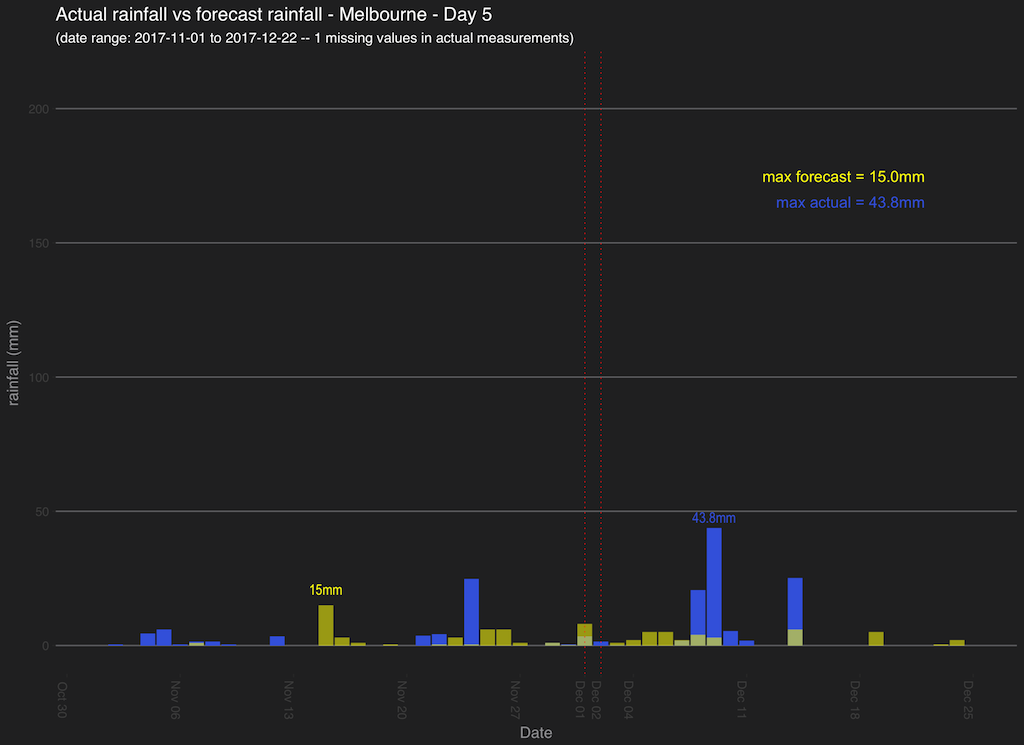 Actual rainfall vs forecast rainfall - Melbourne - Day 5
(date range: 2017-11-01 to 2017-12-22 -- 1 missing values in actual measurements)
200
max forecast = 15.0mm
max actual = 43.8mm
150
rainfall (mm)
100
50
43.8mm
15mm
0
Oct 30
Nov 06
Nov 13
Nov 20
Nov 27
Dec 01
Dec 02
Dec 04
Dec 11
Dec 18
Dec 25
Date